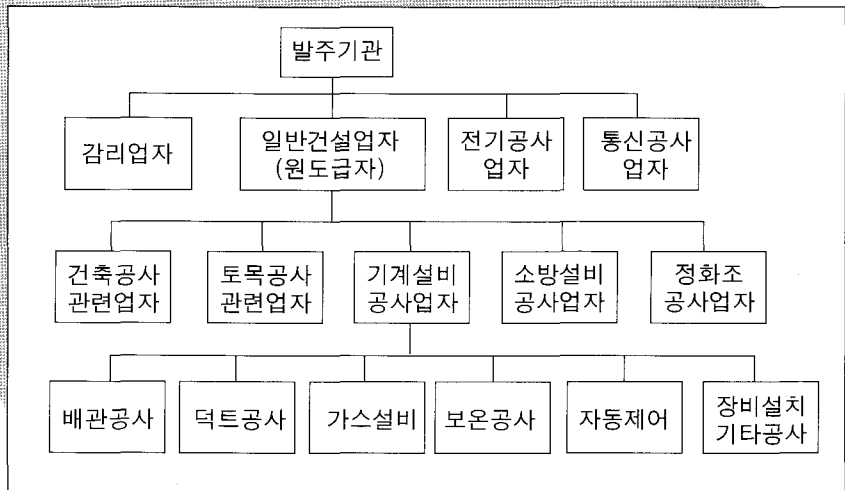 발주기관
감리업자
일반건설업자
(원도급자)
전기공사
업자
통신공사
업자
건축공사
관련업자
토목공사
관련업자
기계설비
공사업자
소방설비
공사업자
정화조
공사업자
배관공사
덕트공사
가스설비
보온공사
자동제어
장비설치
기타공사